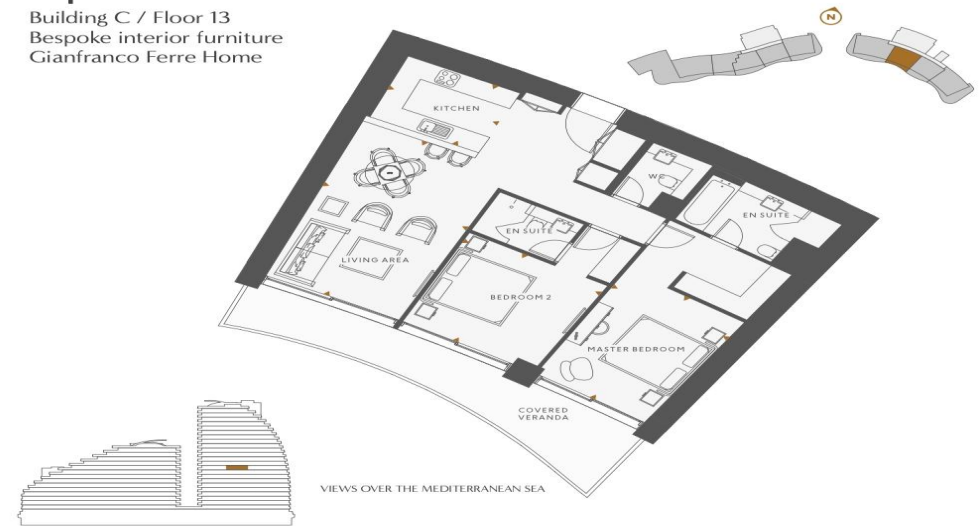 Building C / Floor 13
Bespoke interior furniture
Gianfranco Ferre Home
N
KITCHEN
WC
EN SUITE
EN SUITE
LIVING AREA
BEDROOM 2
MASTER BEDROOM
COVERED
VERANDA
VIEWS OVER THE MEDITERRANEAN SEA